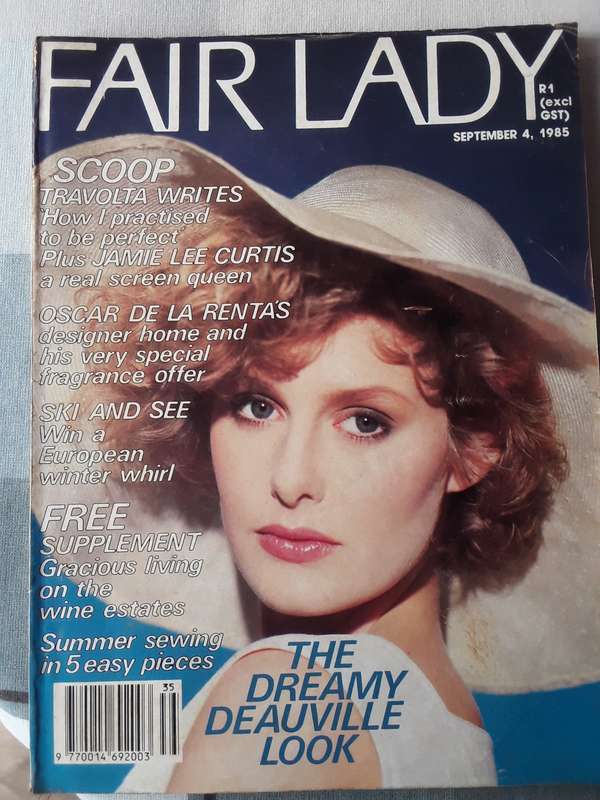 FAIR LADY
R1
(excl
GST)
SEPTEMBER 4, 1985
SCOOP
TRAVOLTA WRITES
'How I practised
to be perfect'
Plus JAMIE LEE CURTIS
a real screen queen
OSCAR DE LA RENTA'S
designer home and
his very special
fragrance offer
SKI AND SEE
Win a
European
winter whirl
FREE
SUPPLEMENT
Gracious living
on the
wine estates
Summer sewing
in 5 easy pieces
THE
DREAMY
DEAUVILLE
LOOK
35
9 770014 692003